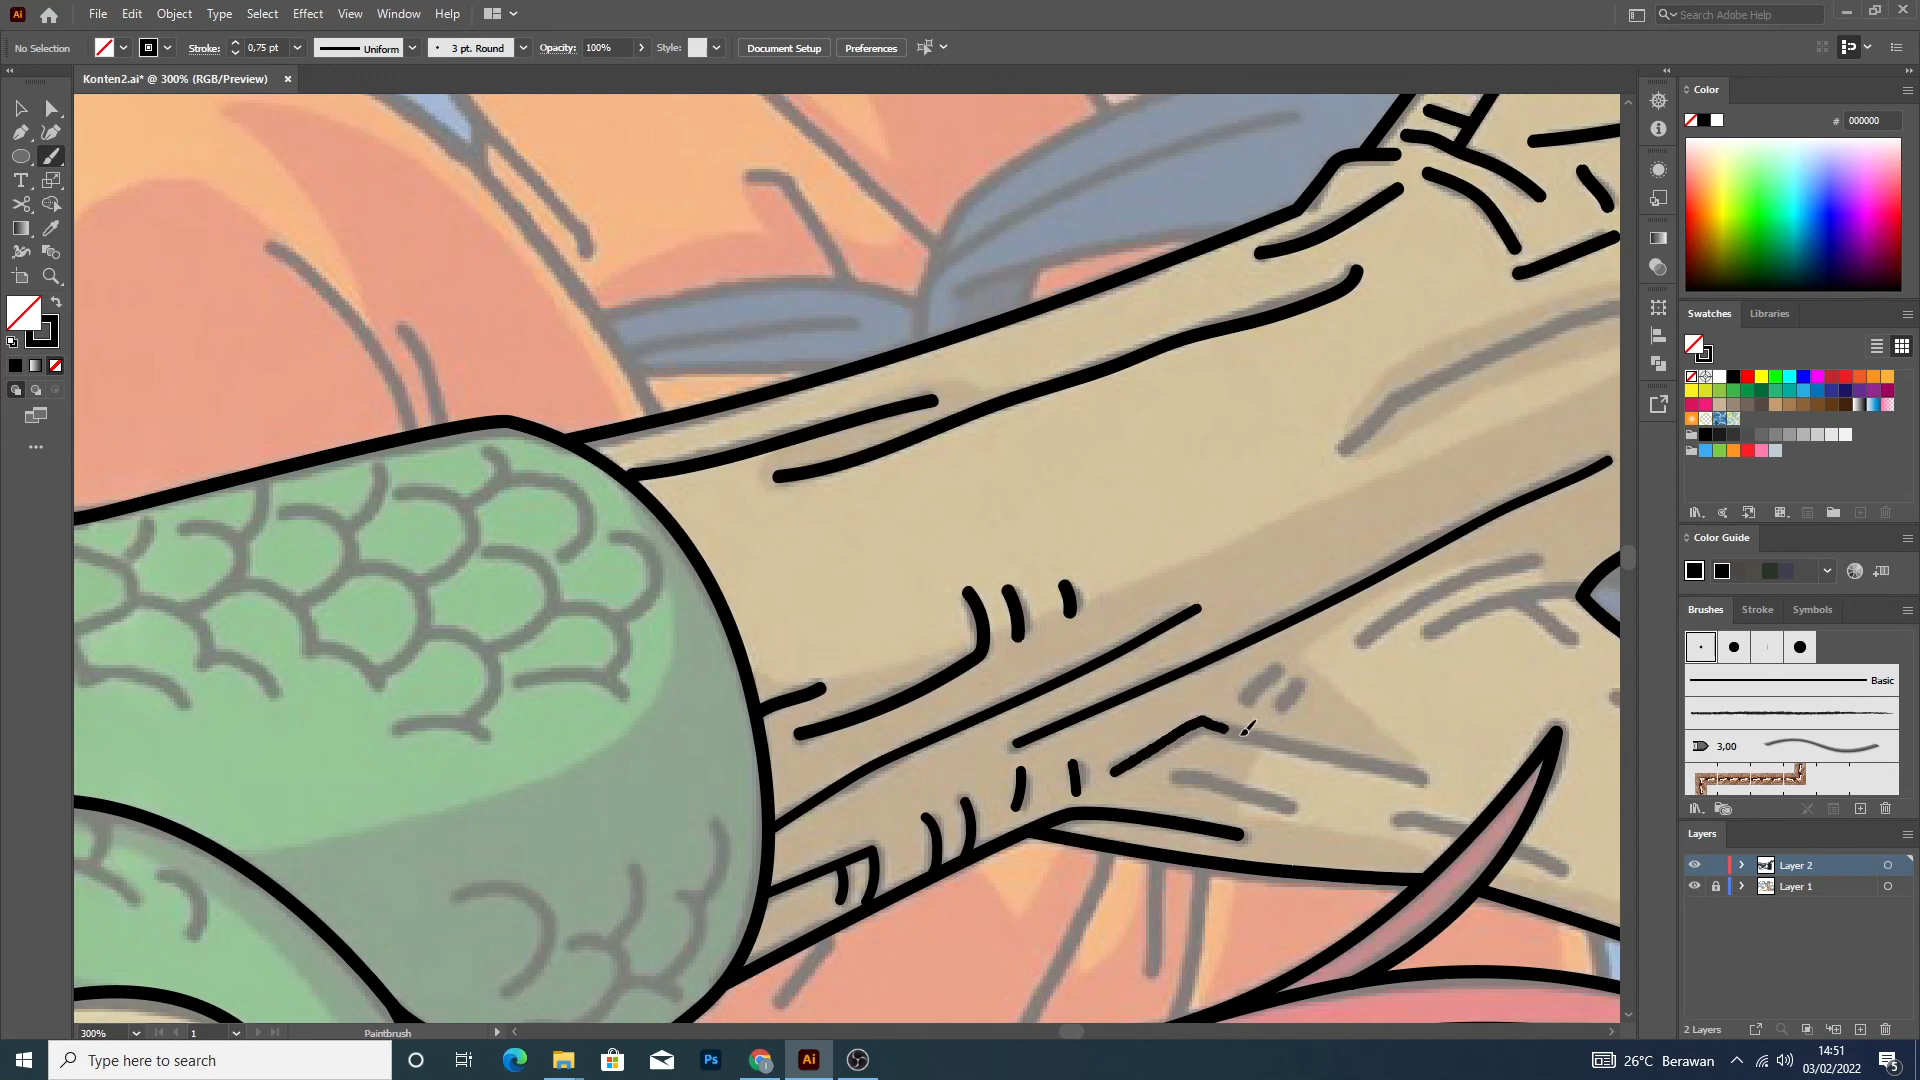 Ai File Edit Object Type Select Effect View Window Help Search Adobe Help
No Selection Stroke: 0,75 pt Uniform 3 pt. Round Opacity: 100% Style: Document Setup Preferences
Konten2.ai* @ 300% (RGB/Preview)
Color
# 000000
Swatches Libraries
Color Guide
Brushes Stroke Symbols
Basic
3,00
Layers
Layer 2
Layer 1
2 Layers
300% 1 Paintbrush
Type here to search Ps Ai 26°C Berawan 14:51
03/02/2022 5